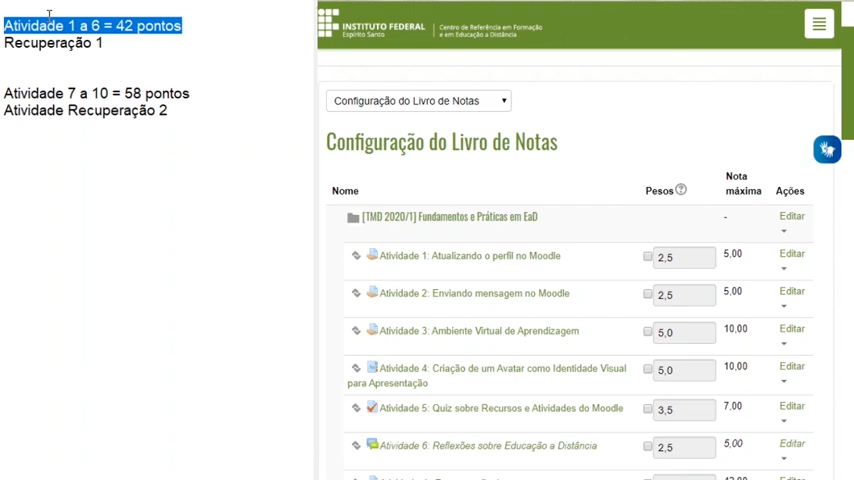 Atividade 1 a 6 = 42 pontos
Recuperação 1
Atividade 7 a 10 = 58 pontos
Atividade Recuperação 2
INSTITUTO FEDERAL
Espírito Santo
Centro de Referência em Formação
e em Educação a Distância
Configuração do Livro de Notas
Configuração do Livro de Notas
Nome Pesos Nota máxima Ações
[TMD 2020/1] Fundamentos e Práticas em EaD - Editar
Atividade 1: Atualizando o perfil no Moodle 2,5 5,00 Editar
Atividade 2: Enviando mensagem no Moodle 2,5 5,00 Editar
Atividade 3: Ambiente Virtual de Aprendizagem 5,0 10,00 Editar
Atividade 4: Criação de um Avatar como Identidade Visual
para Apresentação 5,0 10,00 Editar
Atividade 5: Quiz sobre Recursos e Atividades do Moodle 3,5 7,00 Editar
Atividade 6: Reflexões sobre Educação a Distância 2,5 5,00 Editar